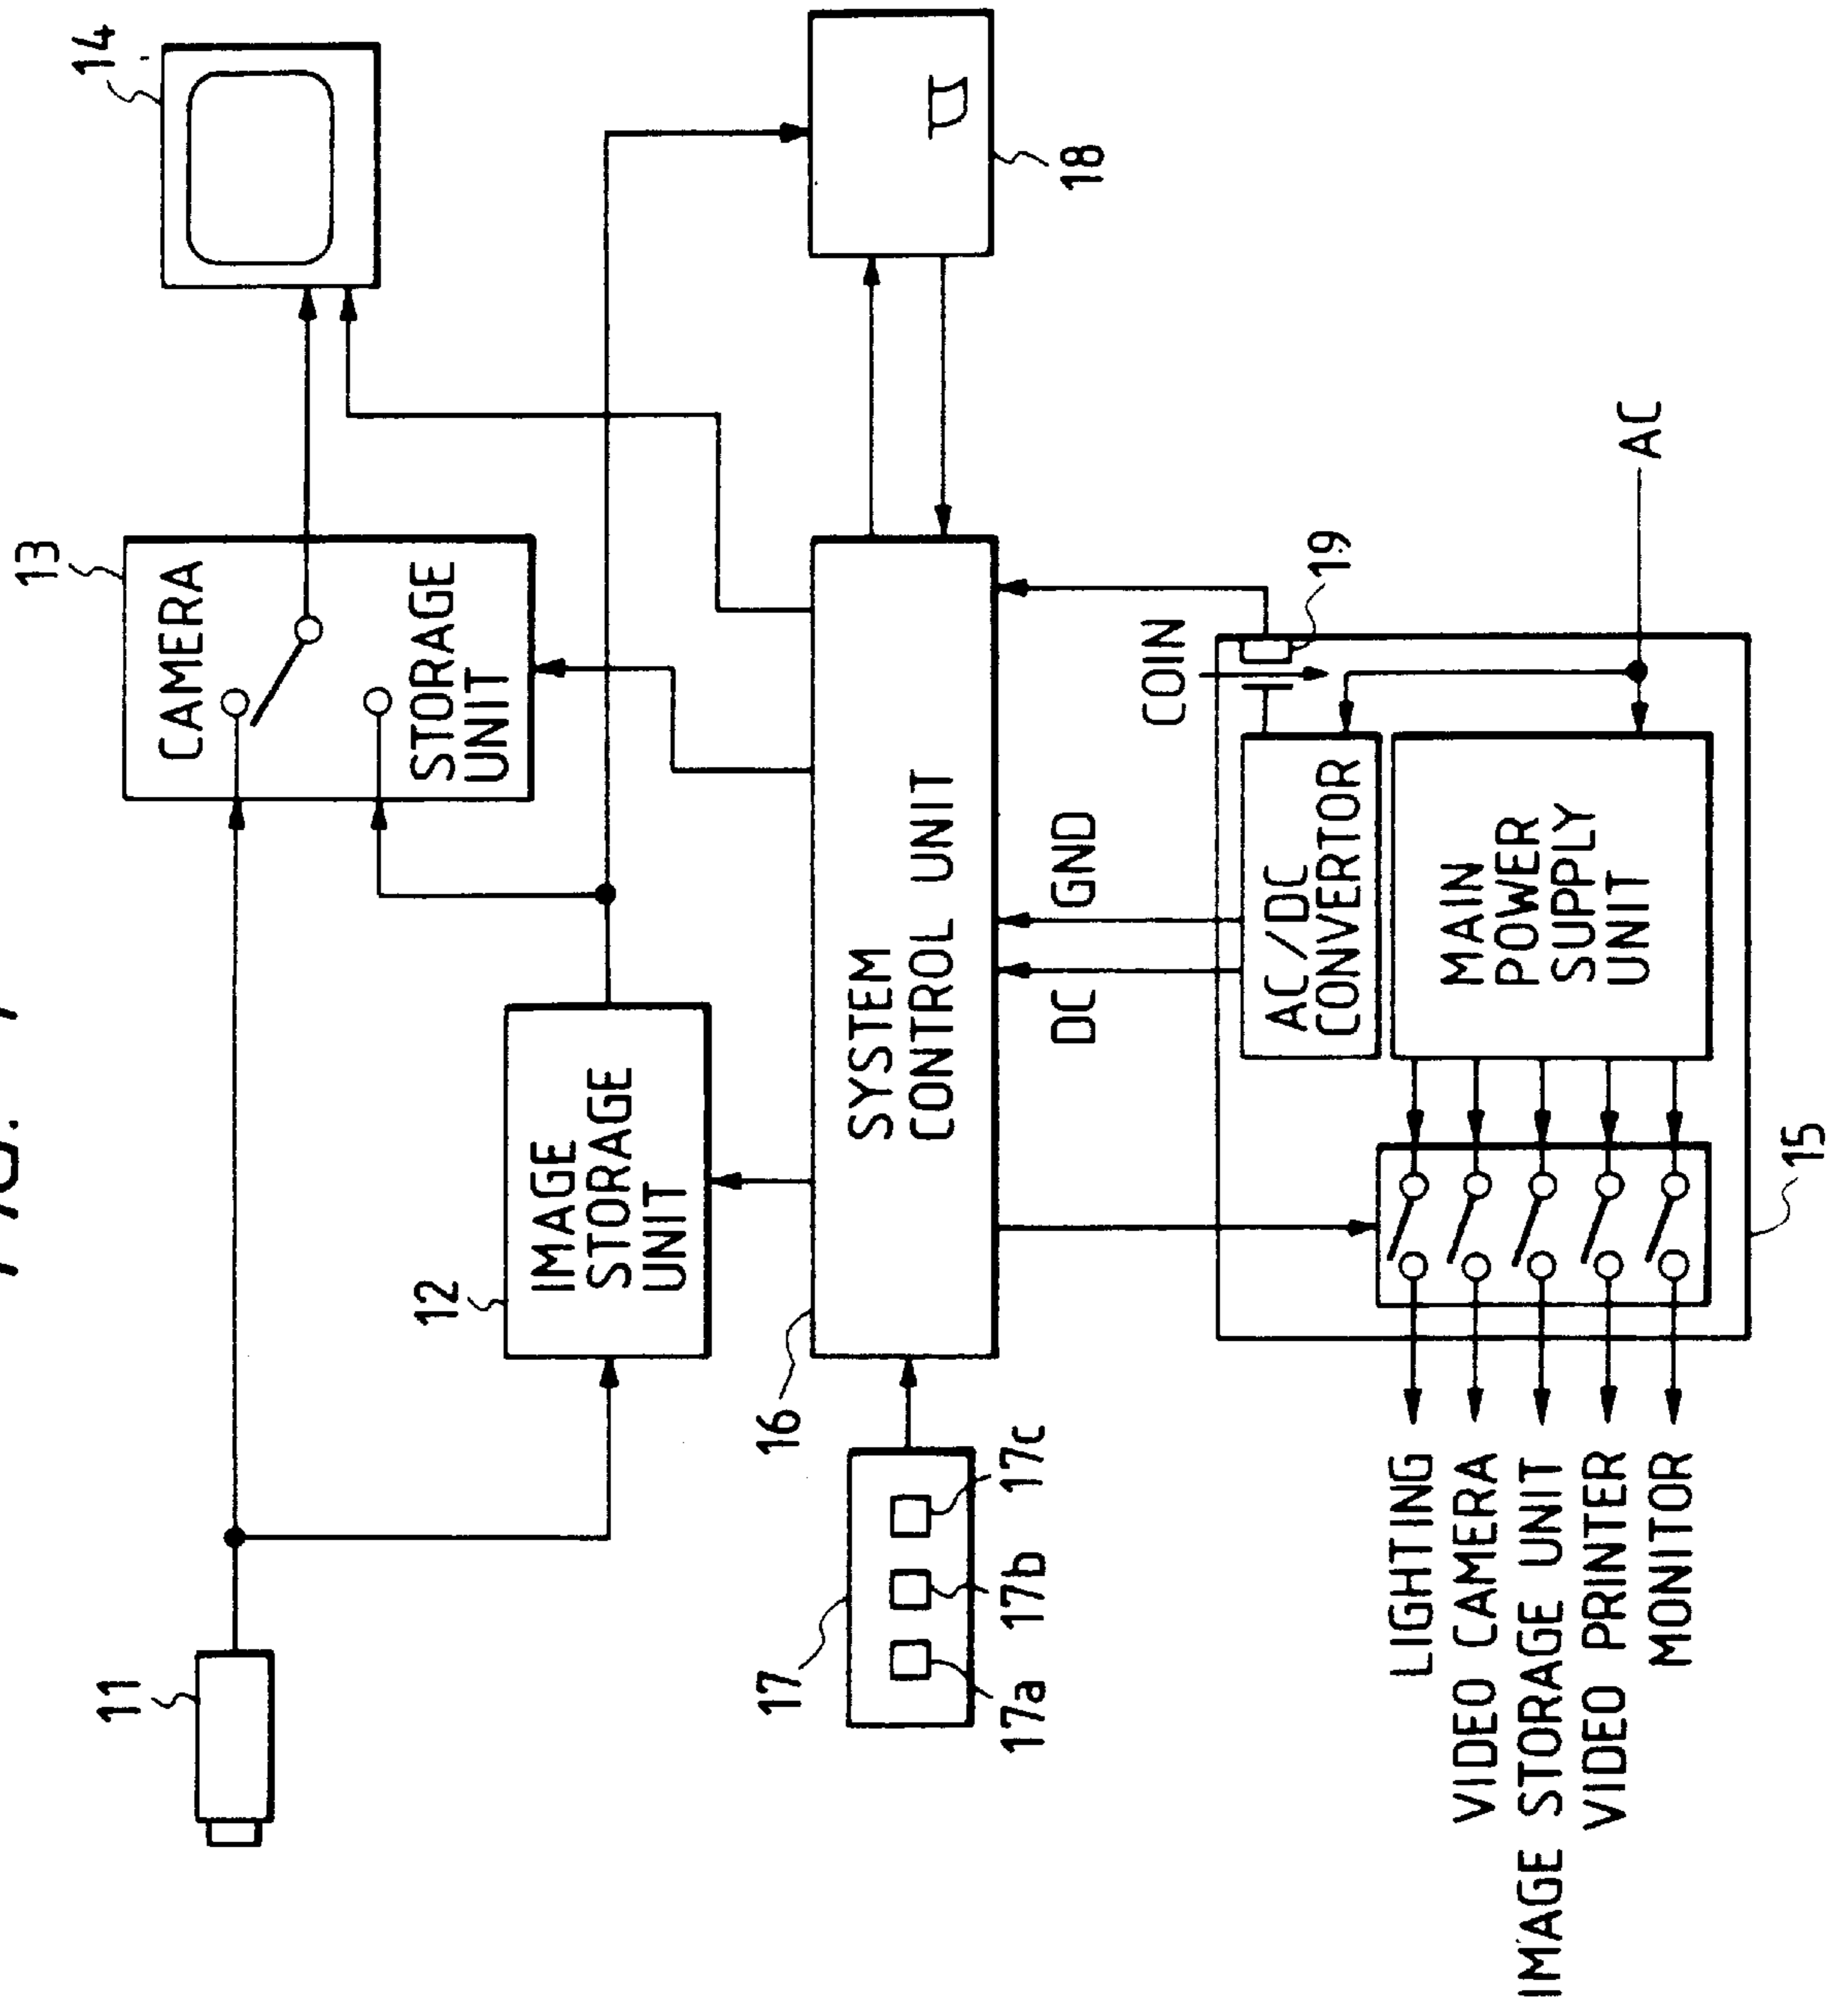 11
13
CAMERA
STORAGE
UNIT
14
12
IMAGE
STORAGE
UNIT
16
SYSTEM
CONTROL UNIT
17
17a
17b
17c
18
DC
GND
COIN
19
AC/DC
CONVERTOR
MAIN
POWER
SUPPLY
UNIT
AC
LIGHTING
VIDEO CAMERA
IMAGE STORAGE UNIT
VIDEO PRINTER
MONITOR
15